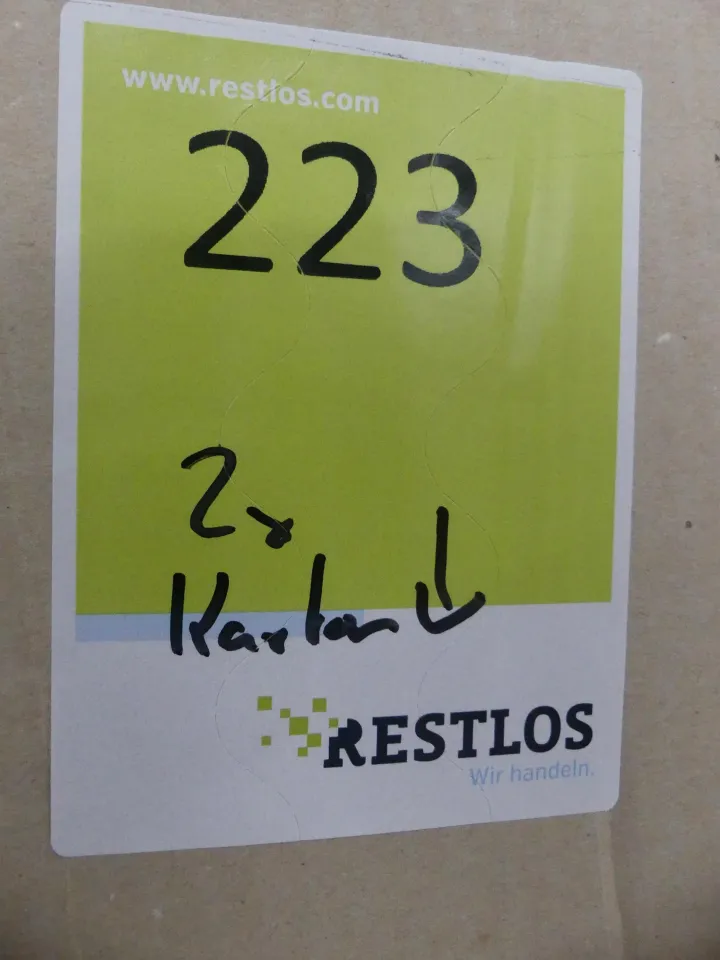 www.restlos.com
223
2x
Karton ↓
RESTLOS
Wir handeln.